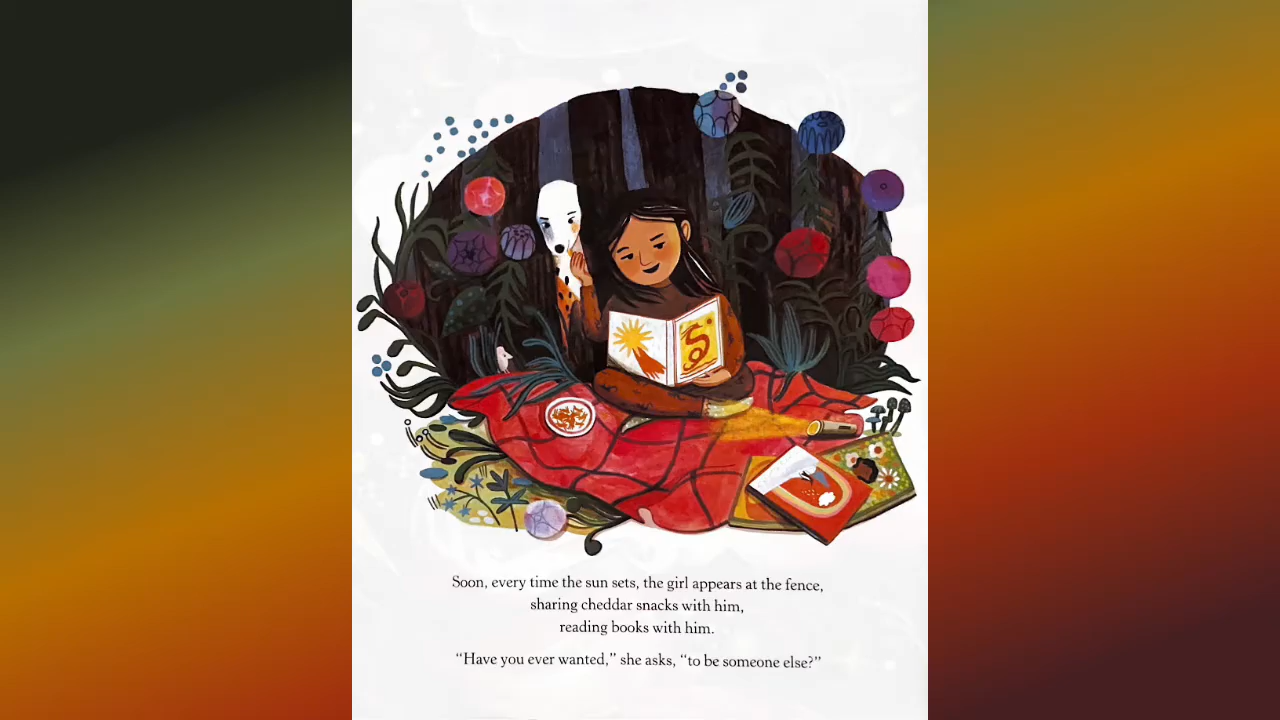 Soon, every time the sun sets, the girl appears at the fence,
sharing cheddar snacks with him,
reading books with him.
“Have you ever wanted,” she asks, “to be someone else?”